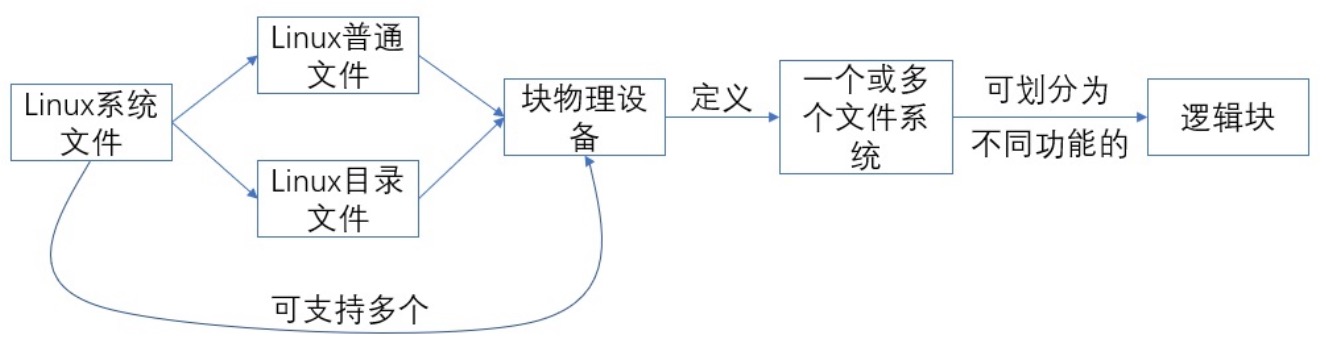 Linux系统
文件
Linux普通
文件
Linux目录
文件
块物理设
备
定义
一个或多
个文件系
统
可划分为
不同功能的
逻辑块
可支持多个